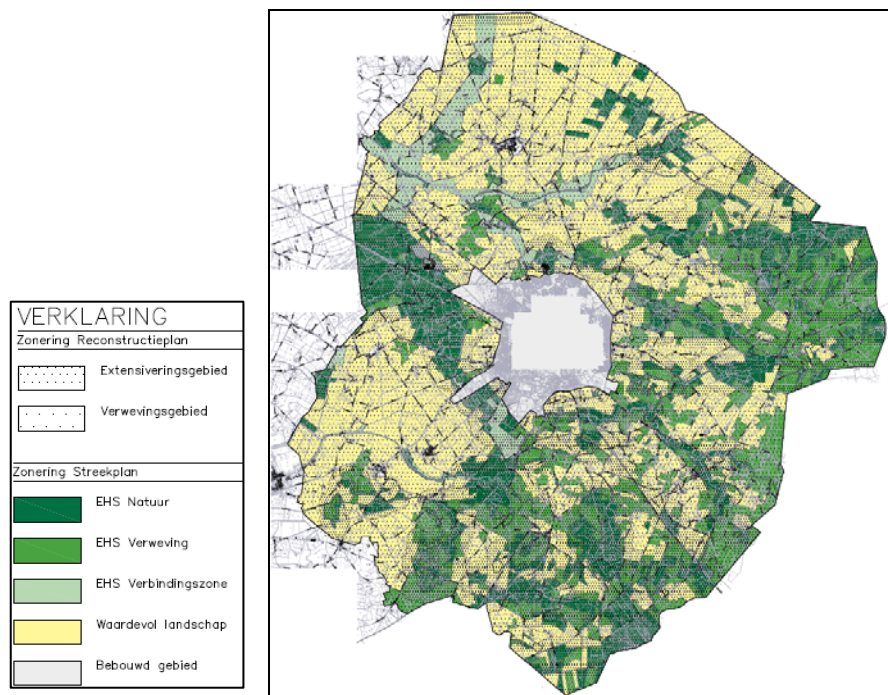 VERKLARING
Zonering Reconstructieplan
Extensiveringsgebied
Verwevingsgebied
Zonering Streekplan
EHS Natuur
EHS Verweving
EHS Verbindingszone
Waardevol landschap
Bebouwd gebied